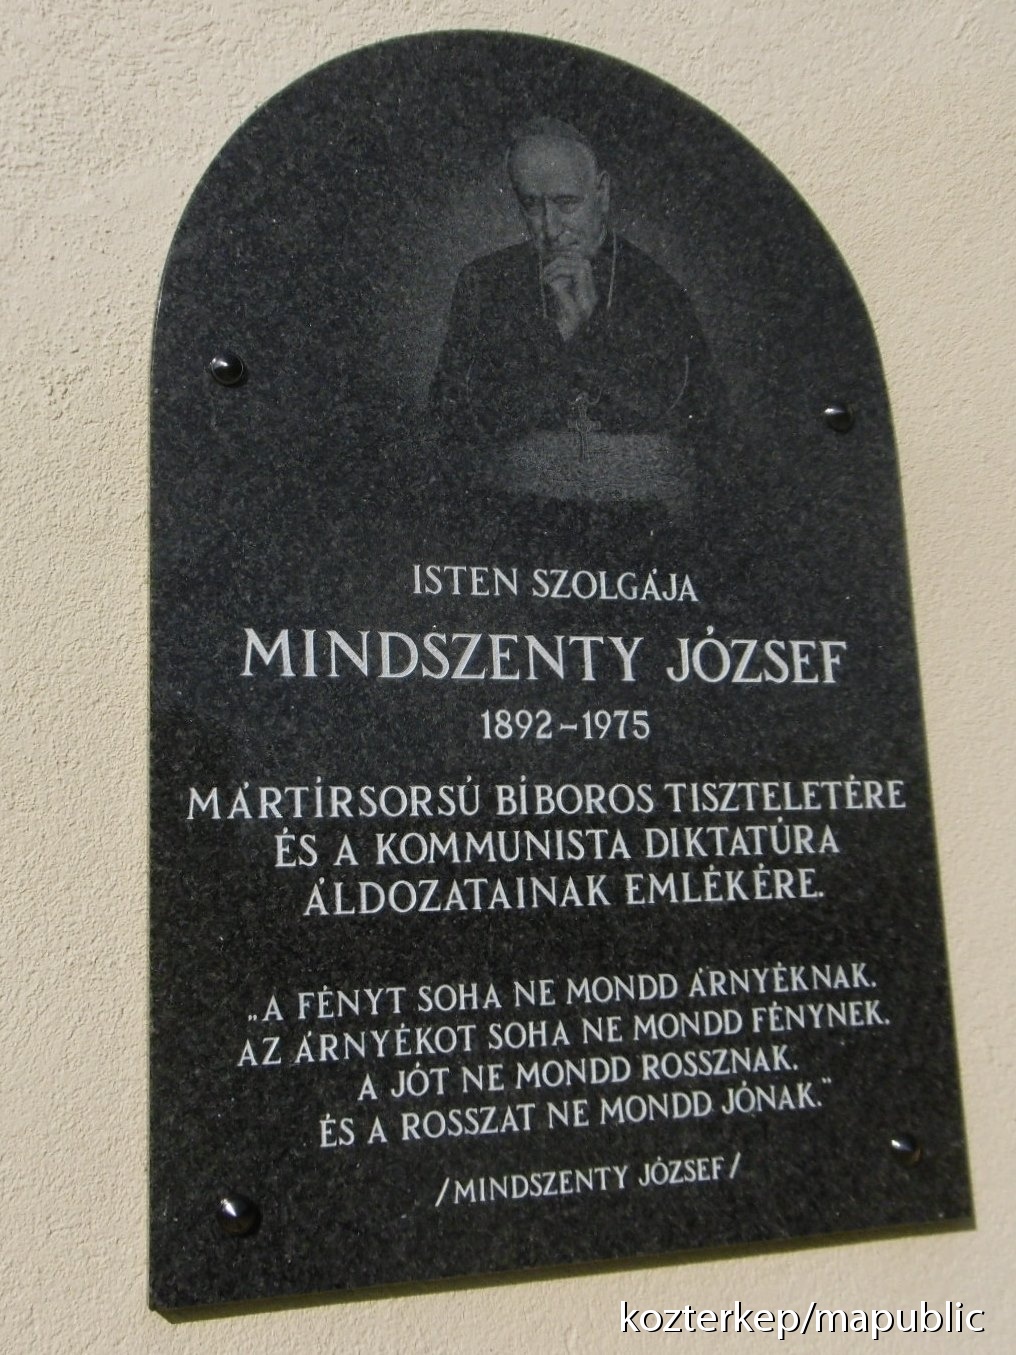 ISTEN SZOLGÁJA
MINDSZENTY JÓZSEF
1892-1975
MÁRTÍRSORSÚ BÍBOROS TISZTELETÉRE
ÉS A KOMMUNISTA DIKTATÚRA
ÁLDOZATAINAK EMLÉKÉRE.
„A FÉNYT SOHA NE MONDD ÁRNYÉKNAK.
AZ ÁRNYÉKOT SOHA NE MONDD FÉNYNEK.
A JÓT NE MONDD ROSSZNAK.
ÉS A ROSSZAT NE MONDD JÓNAK.”
/MINDSZENTY JÓZSEF/
kozterkep/mapublic